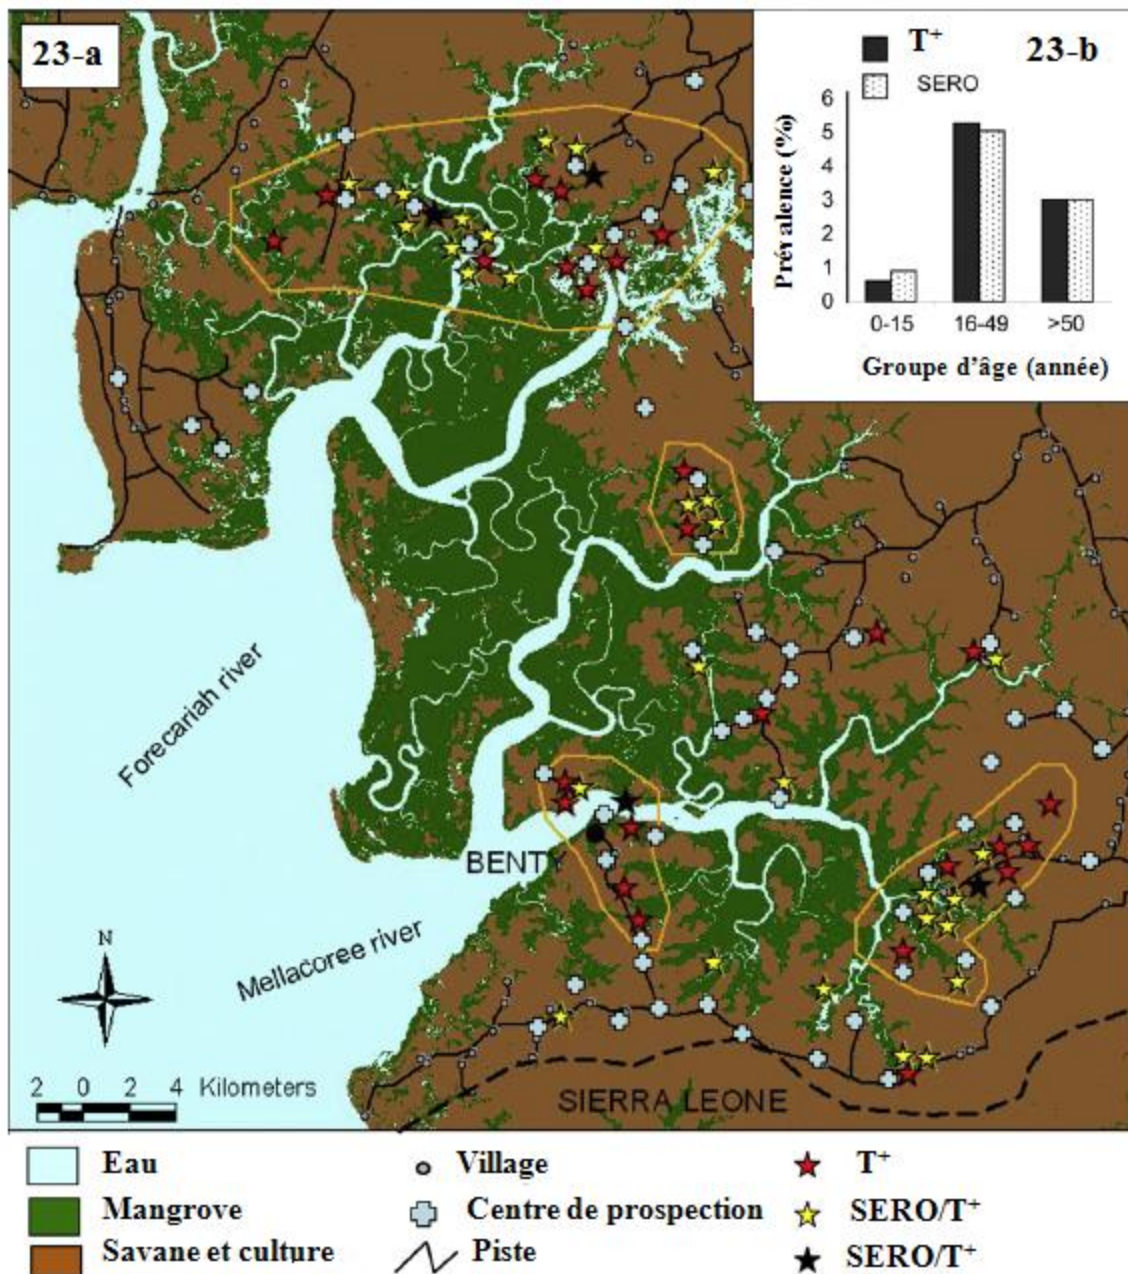 23-a
T+ 23-b
SERO
Prévalence (%)
6
5
4
3
2
1
0
0-15 16-49 >50
Groupe d'âge (année)
Forecariah river
BENTY
Mellacoree river
N
2 0 2 4 Kilometers
SIERRA LEONE
Eau Village T+
Mangrove Centre de prospection SERO/T+
Savane et culture Piste SERO/T+